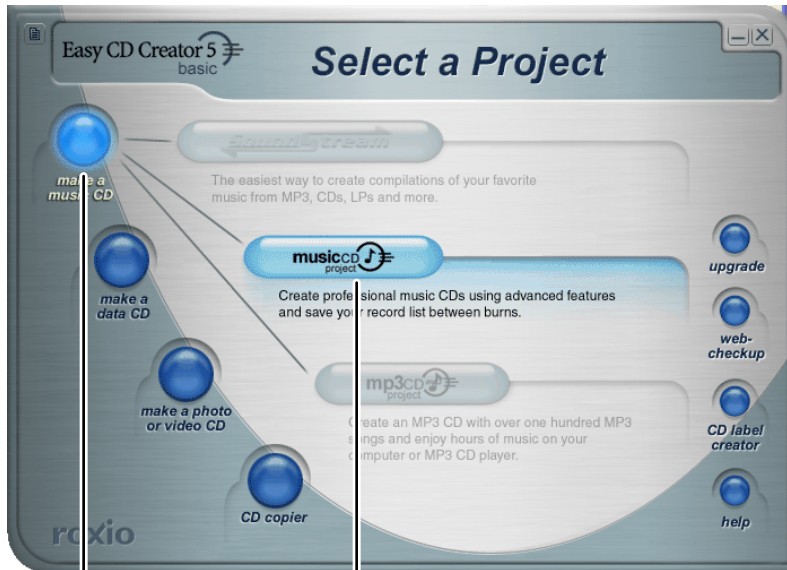 Easy CD Creator 5
basic
Select a Project
SoundStream
make a
music CD
The easiest way to create compilations of your favorite
music from MP3, CDs, LPs and more.
musicCD
project
upgrade
make a
data CD
Create professional music CDs using advanced features
and save your record list between burns.
web-
checkup
mp3CD
project
make a photo
or video CD
Create an MP3 CD with over one hundred MP3
songs and enjoy hours of music on your
computer or MP3 CD player.
CD label
creator
CD copier
help
roxio